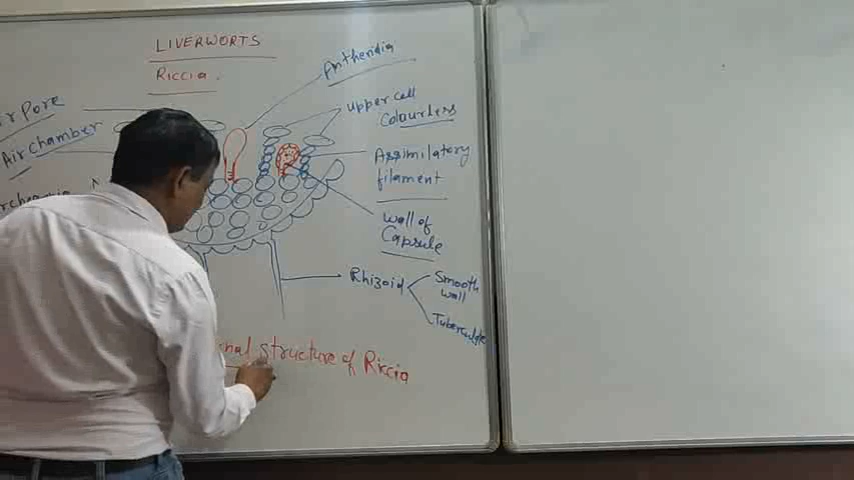 LIVERWORTS
Riccia.
Antheridia
Pore
Upper cell
Colourless
Air chamber
Assimilatory
filament
wall of
Capsule
Rhizoid
Smooth
wall
Tuberculate
structure of Riccia